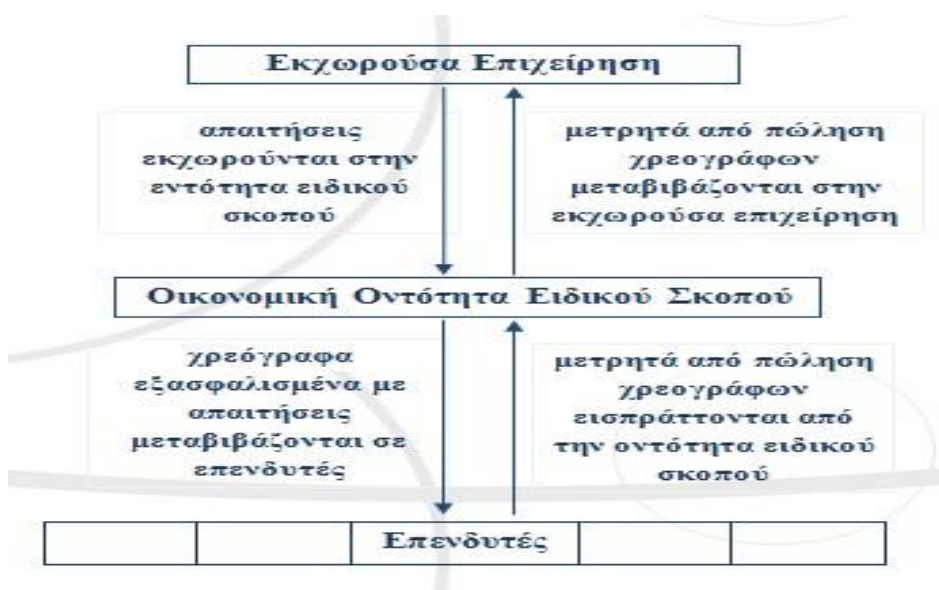 Εκχωρούσα Επιχείρηση
απαιτήσεις
εκχωρούνται στην
εντότητα ειδικού
σκοπού
μετρητά από πώληση
χρεογράφων
μεταβιβάζονται στην
εκχωρούσα επιχείρηση
Οικονομική Οντότητα Ειδικού Σκοπού
χρεόγραφα
εξασφαλισμένα με
απαιτήσεις
μεταβιβάζονται σε
επενδυτές
μετρητά από πώληση
χρεογράφων
εισπράττονται από
την οντότητα ειδικού
σκοπού
Επενδυτές